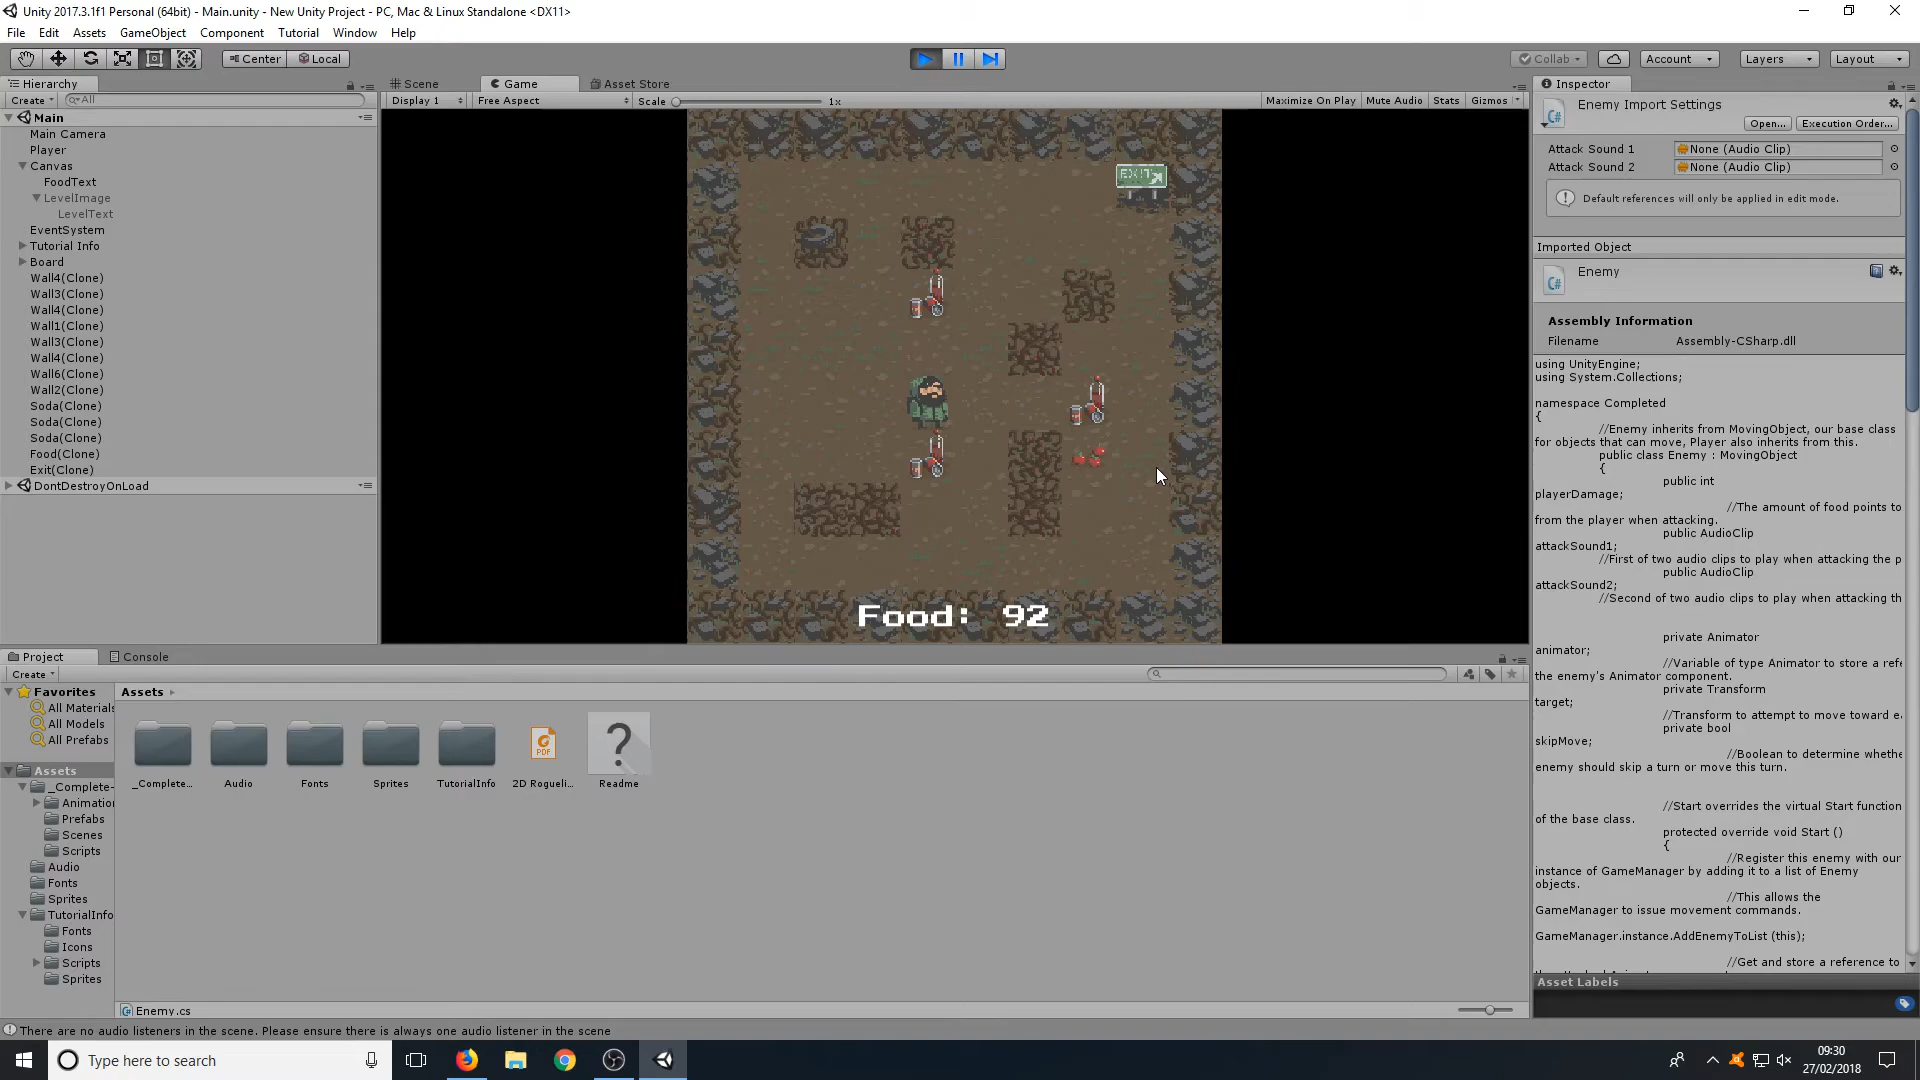 Unity 2017.3.1f1 Personal (64bit) - Main.unity - New Unity Project - PC, Mac & Linux Standalone <DX11>
File Edit Assets GameObject Component Tutorial Window Help
Center Local
Collab Account Layers Layout
Hierarchy
Create All
Main
Main Camera
Player
Canvas
FoodText
LevelImage
LevelText
EventSystem
Tutorial Info
Board
Wall4(Clone)
Wall3(Clone)
Wall4(Clone)
Wall1(Clone)
Wall3(Clone)
Wall4(Clone)
Wall6(Clone)
Wall2(Clone)
Soda(Clone)
Soda(Clone)
Soda(Clone)
Food(Clone)
Exit(Clone)
DontDestroyOnLoad
Scene Game Asset Store
Display 1 Free Aspect Scale 1x Maximize On Play Mute Audio Stats Gizmos
EXIT
Food: 92
Inspector
Enemy Import Settings
C#
Open... Execution Order...
Attack Sound 1 None (Audio Clip)
Attack Sound 2 None (Audio Clip)
Default references will only be applied in edit mode.
Imported Object
Enemy
C#
Assembly Information
Filename Assembly-CSharp.dll
using UnityEngine;
using System.Collections;
namespace Completed
{
//Enemy inherits from MovingObject, our base class
for objects that can move, Player also inherits from this.
public class Enemy : MovingObject
{
public int
playerDamage;
//The amount of food points to
from the player when attacking.
public AudioClip
attackSound1;
//First of two audio clips to play when attacking the p
public AudioClip
attackSound2;
//Second of two audio clips to play when attacking th
private Animator
animator;
//Variable of type Animator to store a refe
the enemy's Animator component.
private Transform
target;
//Transform to attempt to move toward e
private bool
skipMove;
//Boolean to determine whethe
enemy should skip a turn or move this turn.
//Start overrides the virtual Start function
of the base class.
protected override void Start ()
{
//Register this enemy with our
instance of GameManager by adding it to a list of Enemy
objects.
//This allows the
GameManager to issue movement commands.
GameManager.instance.AddEnemyToList (this);
//Get and store a reference to
Asset Labels
Project Console
Create
Favorites
All Materials
All Models
All Prefabs
Assets
_Complete-
Animation
Prefabs
Scenes
Scripts
Audio
Fonts
Sprites
TutorialInfo
Fonts
Icons
Scripts
Sprites
Assets
PDF
_Complete... Audio Fonts Sprites TutorialInfo 2D Rogueli... Readme
Enemy.cs
There are no audio listeners in the scene. Please ensure there is always one audio listener in the scene
Type here to search
09:30
27/02/2018